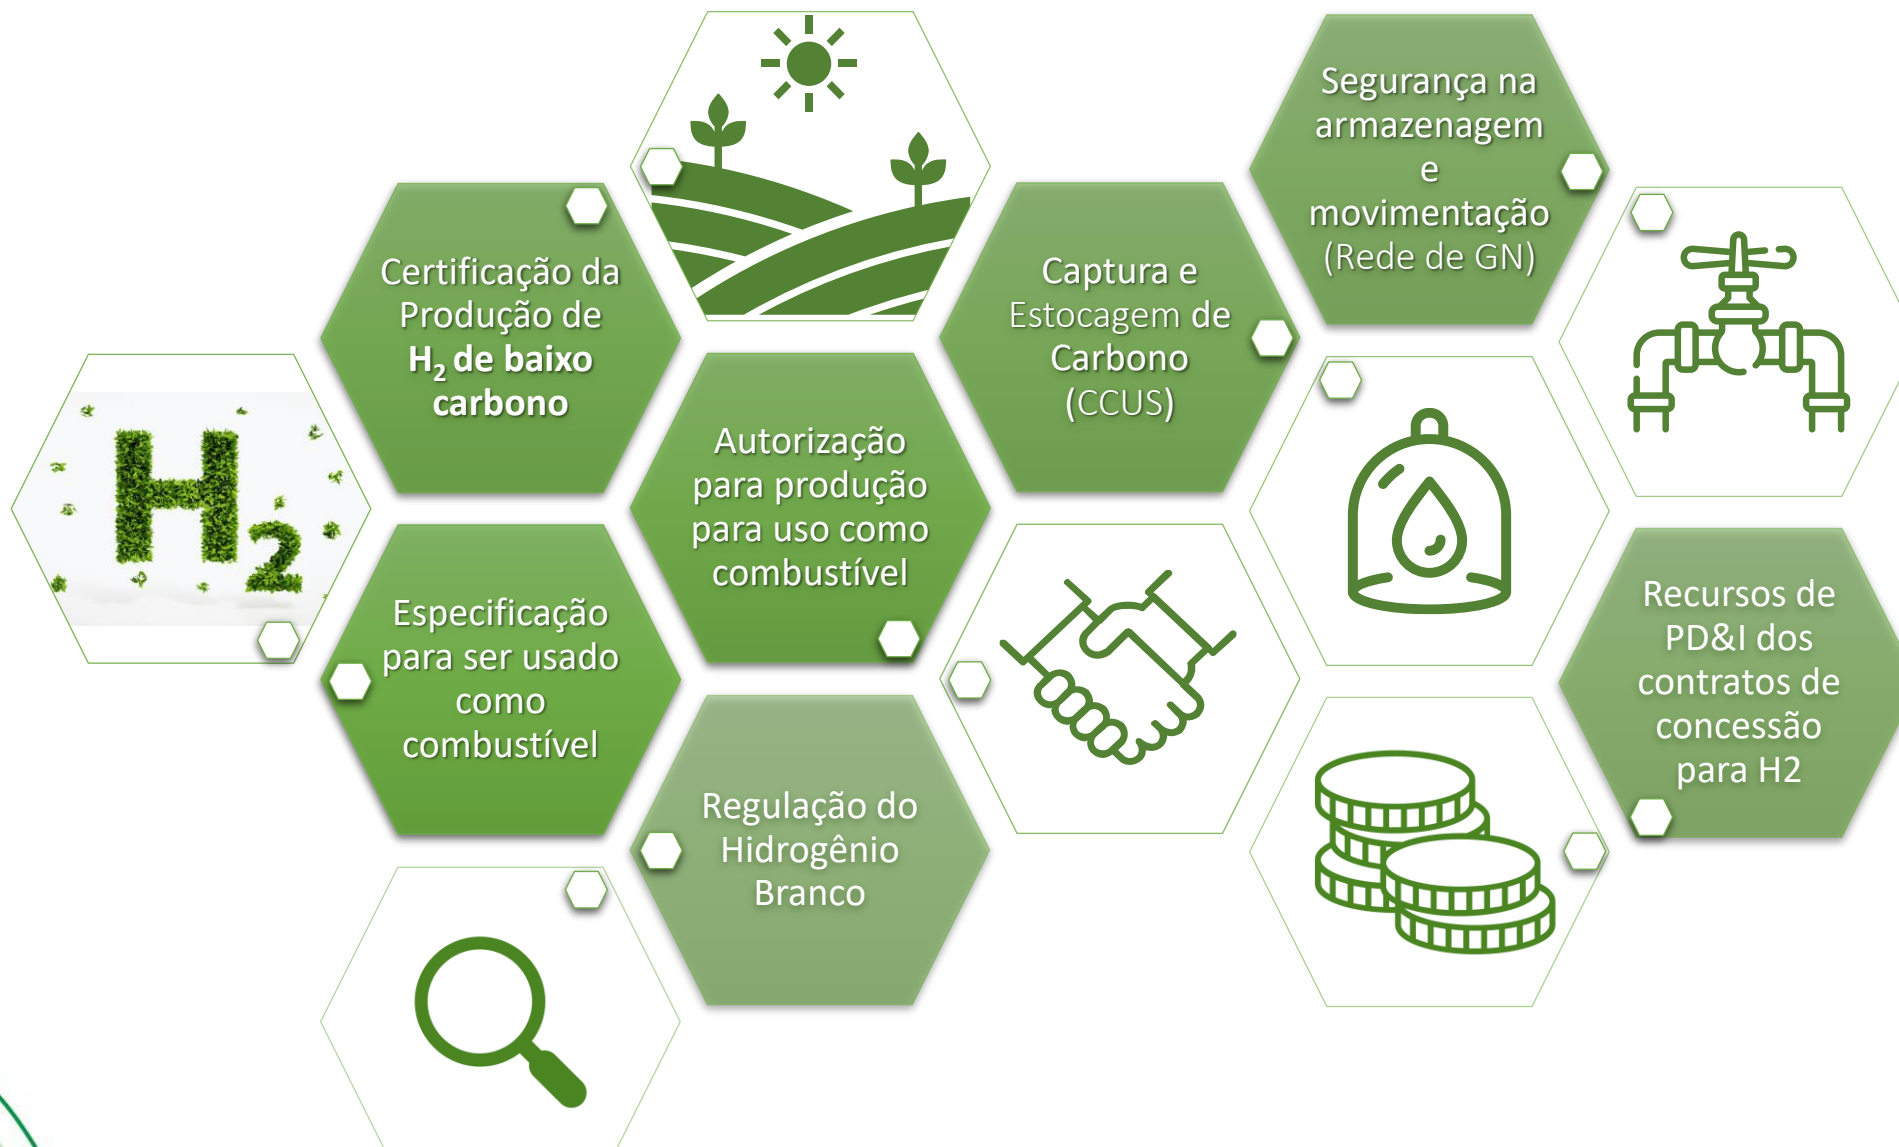 H2
Certificação da
Produção de
H₂ de baixo
carbono
Especificação
para ser usado
como
combustível
Autorização
para produção
para uso como
combustível
Regulação do
Hidrogênio
Branco
Captura e
Estocagem de
Carbono
(CCUS)
Segurança na
armazenagem
e
movimentação
(Rede de GN)
Recursos de
PD&I dos
contratos de
concessão
para H2